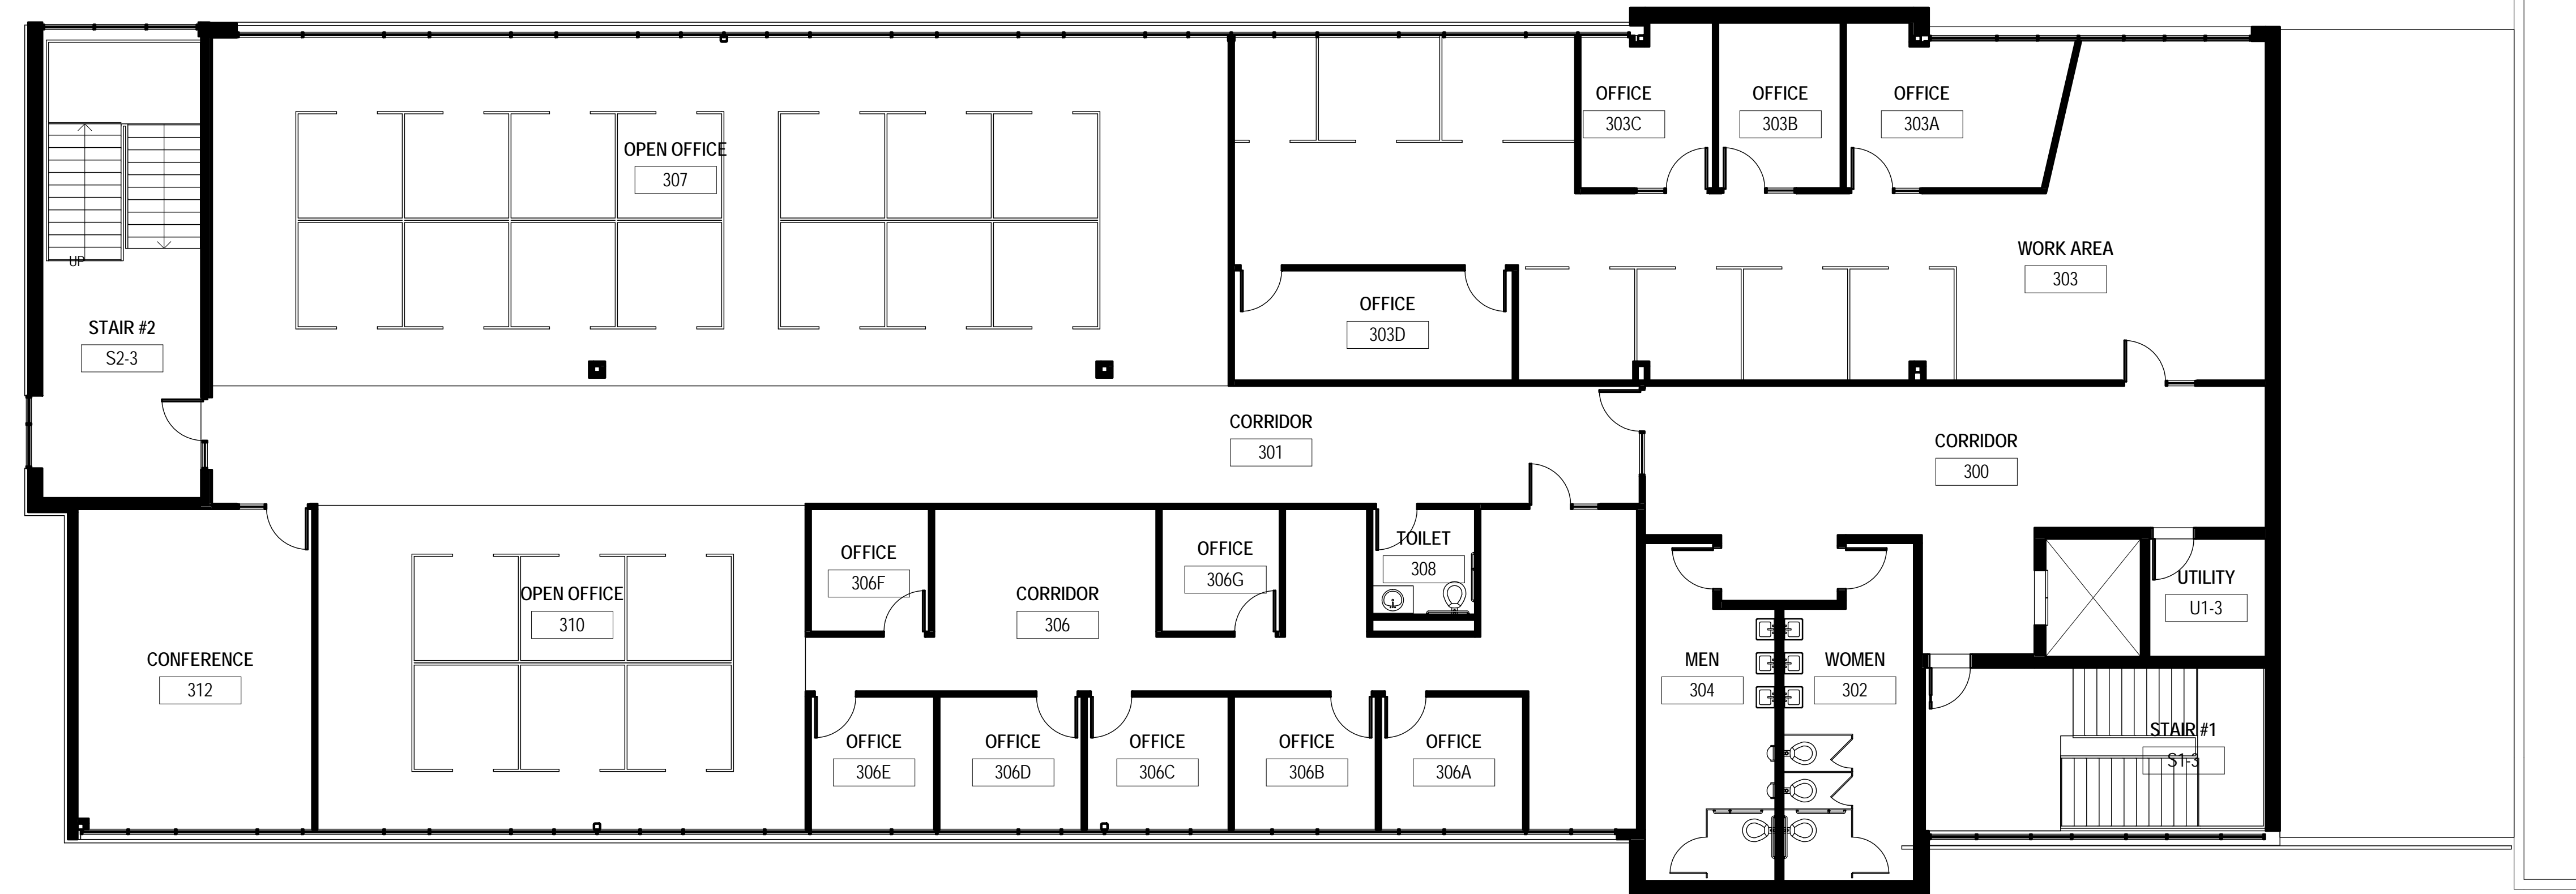 OFFICE
303C
OFFICE
303B
OFFICE
303A
OPEN OFFICE
307
UP
WORK AREA
303
OFFICE
303D
STAIR #2
S2-3
CORRIDOR
301
CORRIDOR
300
OFFICE
306F
CORRIDOR
306
OFFICE
306G
TOILET
308
UTILITY
U1-3
OPEN OFFICE
310
CONFERENCE
312
MEN
304
WOMEN
302
STAIR #1
S1-3
OFFICE
306E
OFFICE
306D
OFFICE
306C
OFFICE
306B
OFFICE
306A